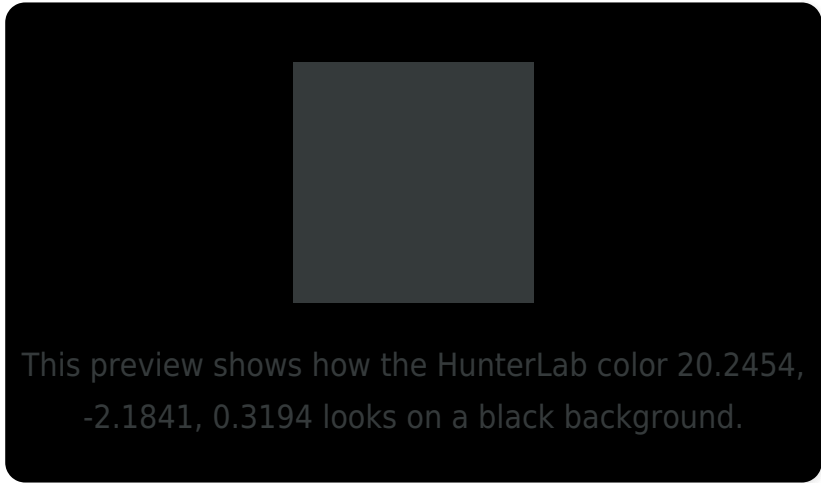 This preview shows how the HunterLab color 20.2454,
-2.1841, 0.3194 looks on a black background.